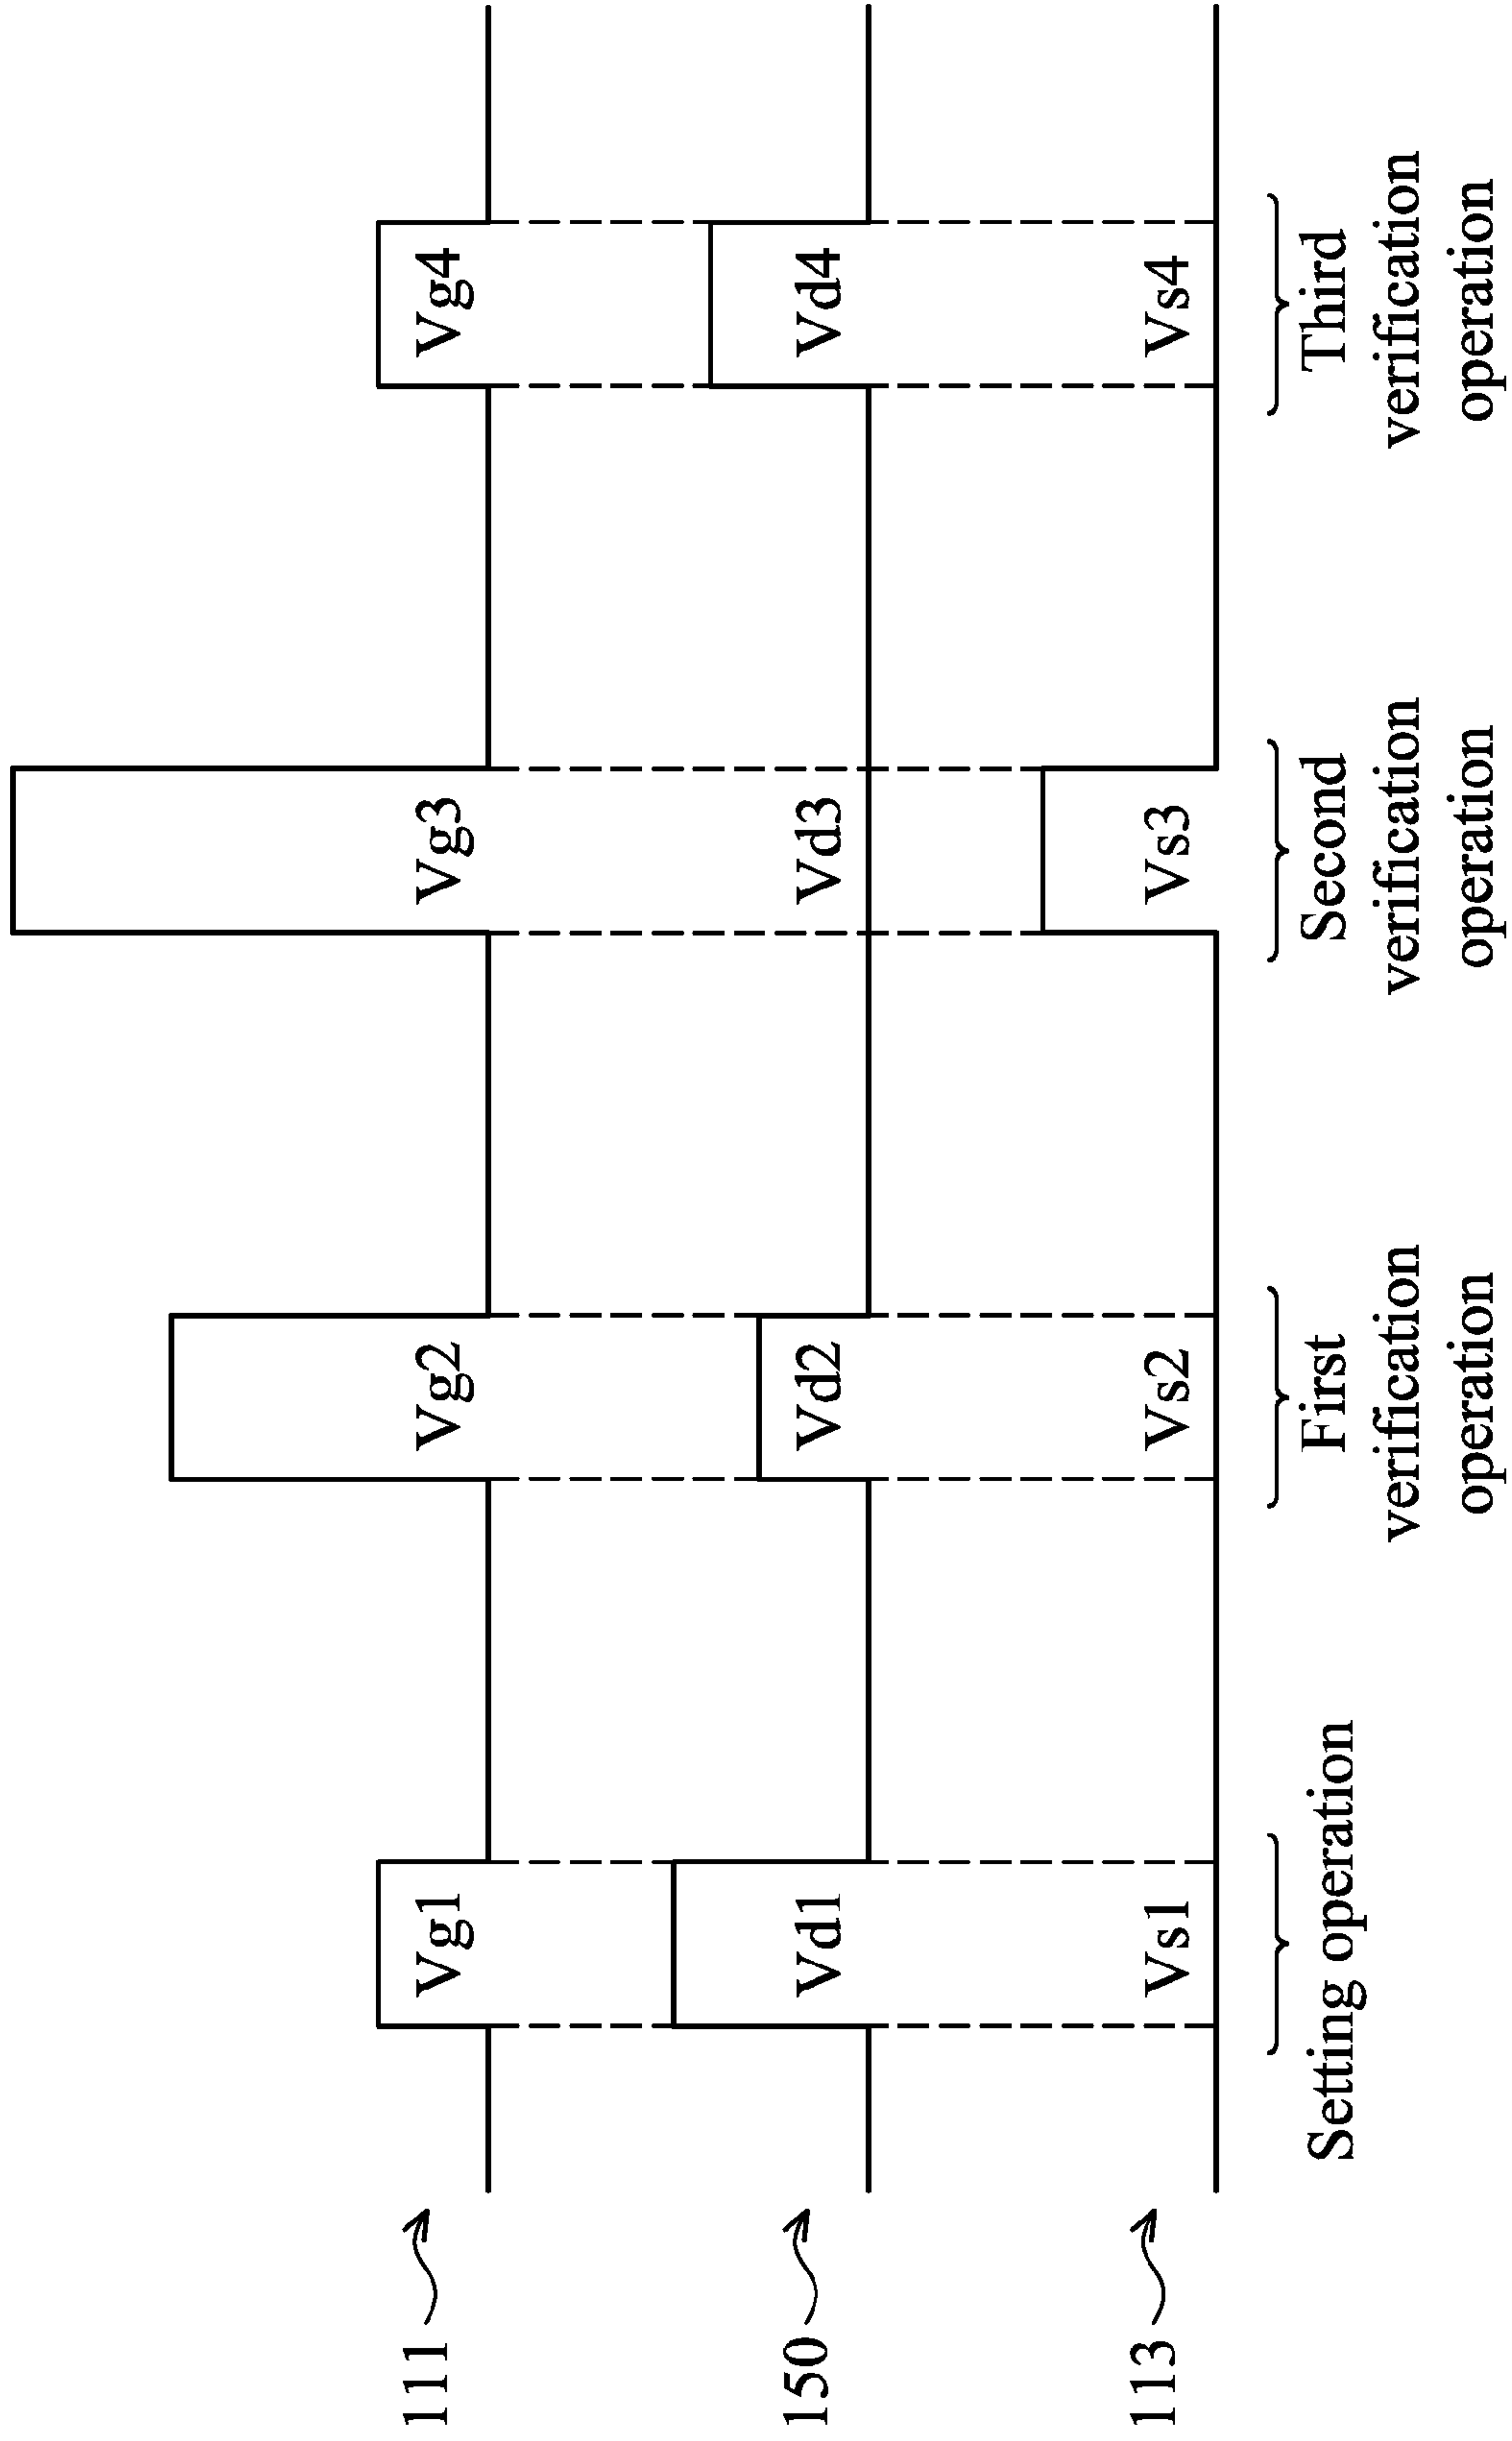 111
Vg1
Vg2
Vg3
Vg4
150
Vd1
Vd2
Vd3
Vd4
113
Vs1
Vs2
Vs3
Vs4
Setting operation
First
verification
operation
Second
verification
operation
Third
verification
operation